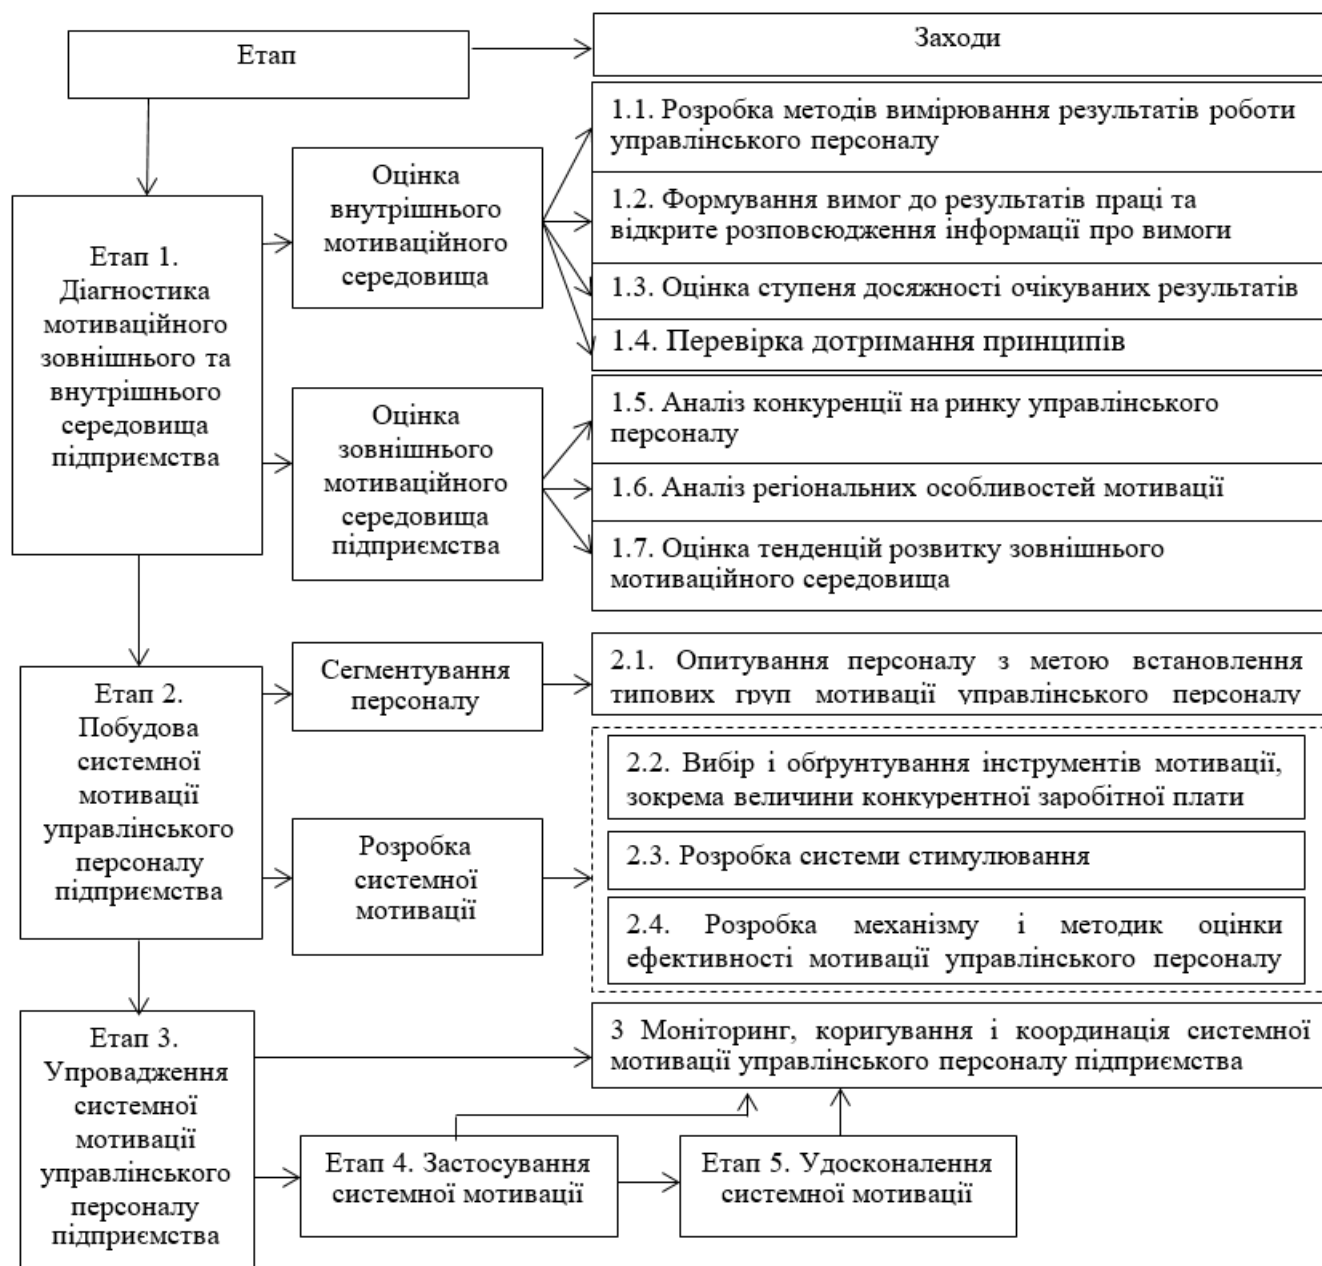 Етап
Заходи
Етап 1.
Діагностика
мотиваційного
зовнішнього та
внутрішнього
середовища
підприємства
Оцінка
внутрішнього
мотиваційного
середовища
1.1. Розробка методів вимірювання результатів роботи
управлінського персоналу
1.2. Формування вимог до результатів праці та
відкрите розповсюдження інформації про вимоги
1.3. Оцінка ступеня досяжності очікуваних результатів
1.4. Перевірка дотримання принципів
Оцінка
зовнішнього
мотиваційного
середовища
підприємства
1.5. Аналіз конкуренції на ринку управлінського
персоналу
1.6. Аналіз регіональних особливостей мотивації
1.7. Оцінка тенденцій розвитку зовнішнього
мотиваційного середовища
Етап 2.
Побудова
системної
мотивації
управлінського
персоналу
підприємства
Сегментування
персоналу
2.1. Опитування персоналу з метою встановлення
типових груп мотивації управлінського персоналу
Розробка
системної
мотивації
2.2. Вибір і обґрунтування інструментів мотивації,
зокрема величини конкурентної заробітної плати
2.3. Розробка системи стимулювання
2.4. Розробка механізму і методик оцінки
ефективності мотивації управлінського персоналу
Етап 3.
Упровадження
системної
мотивації
управлінського
персоналу
підприємства
3 Моніторинг, коригування і координація системної
мотивації управлінського персоналу підприємства
Етап 4. Застосування
системної мотивації
Етап 5. Удосконалення
системної мотивації